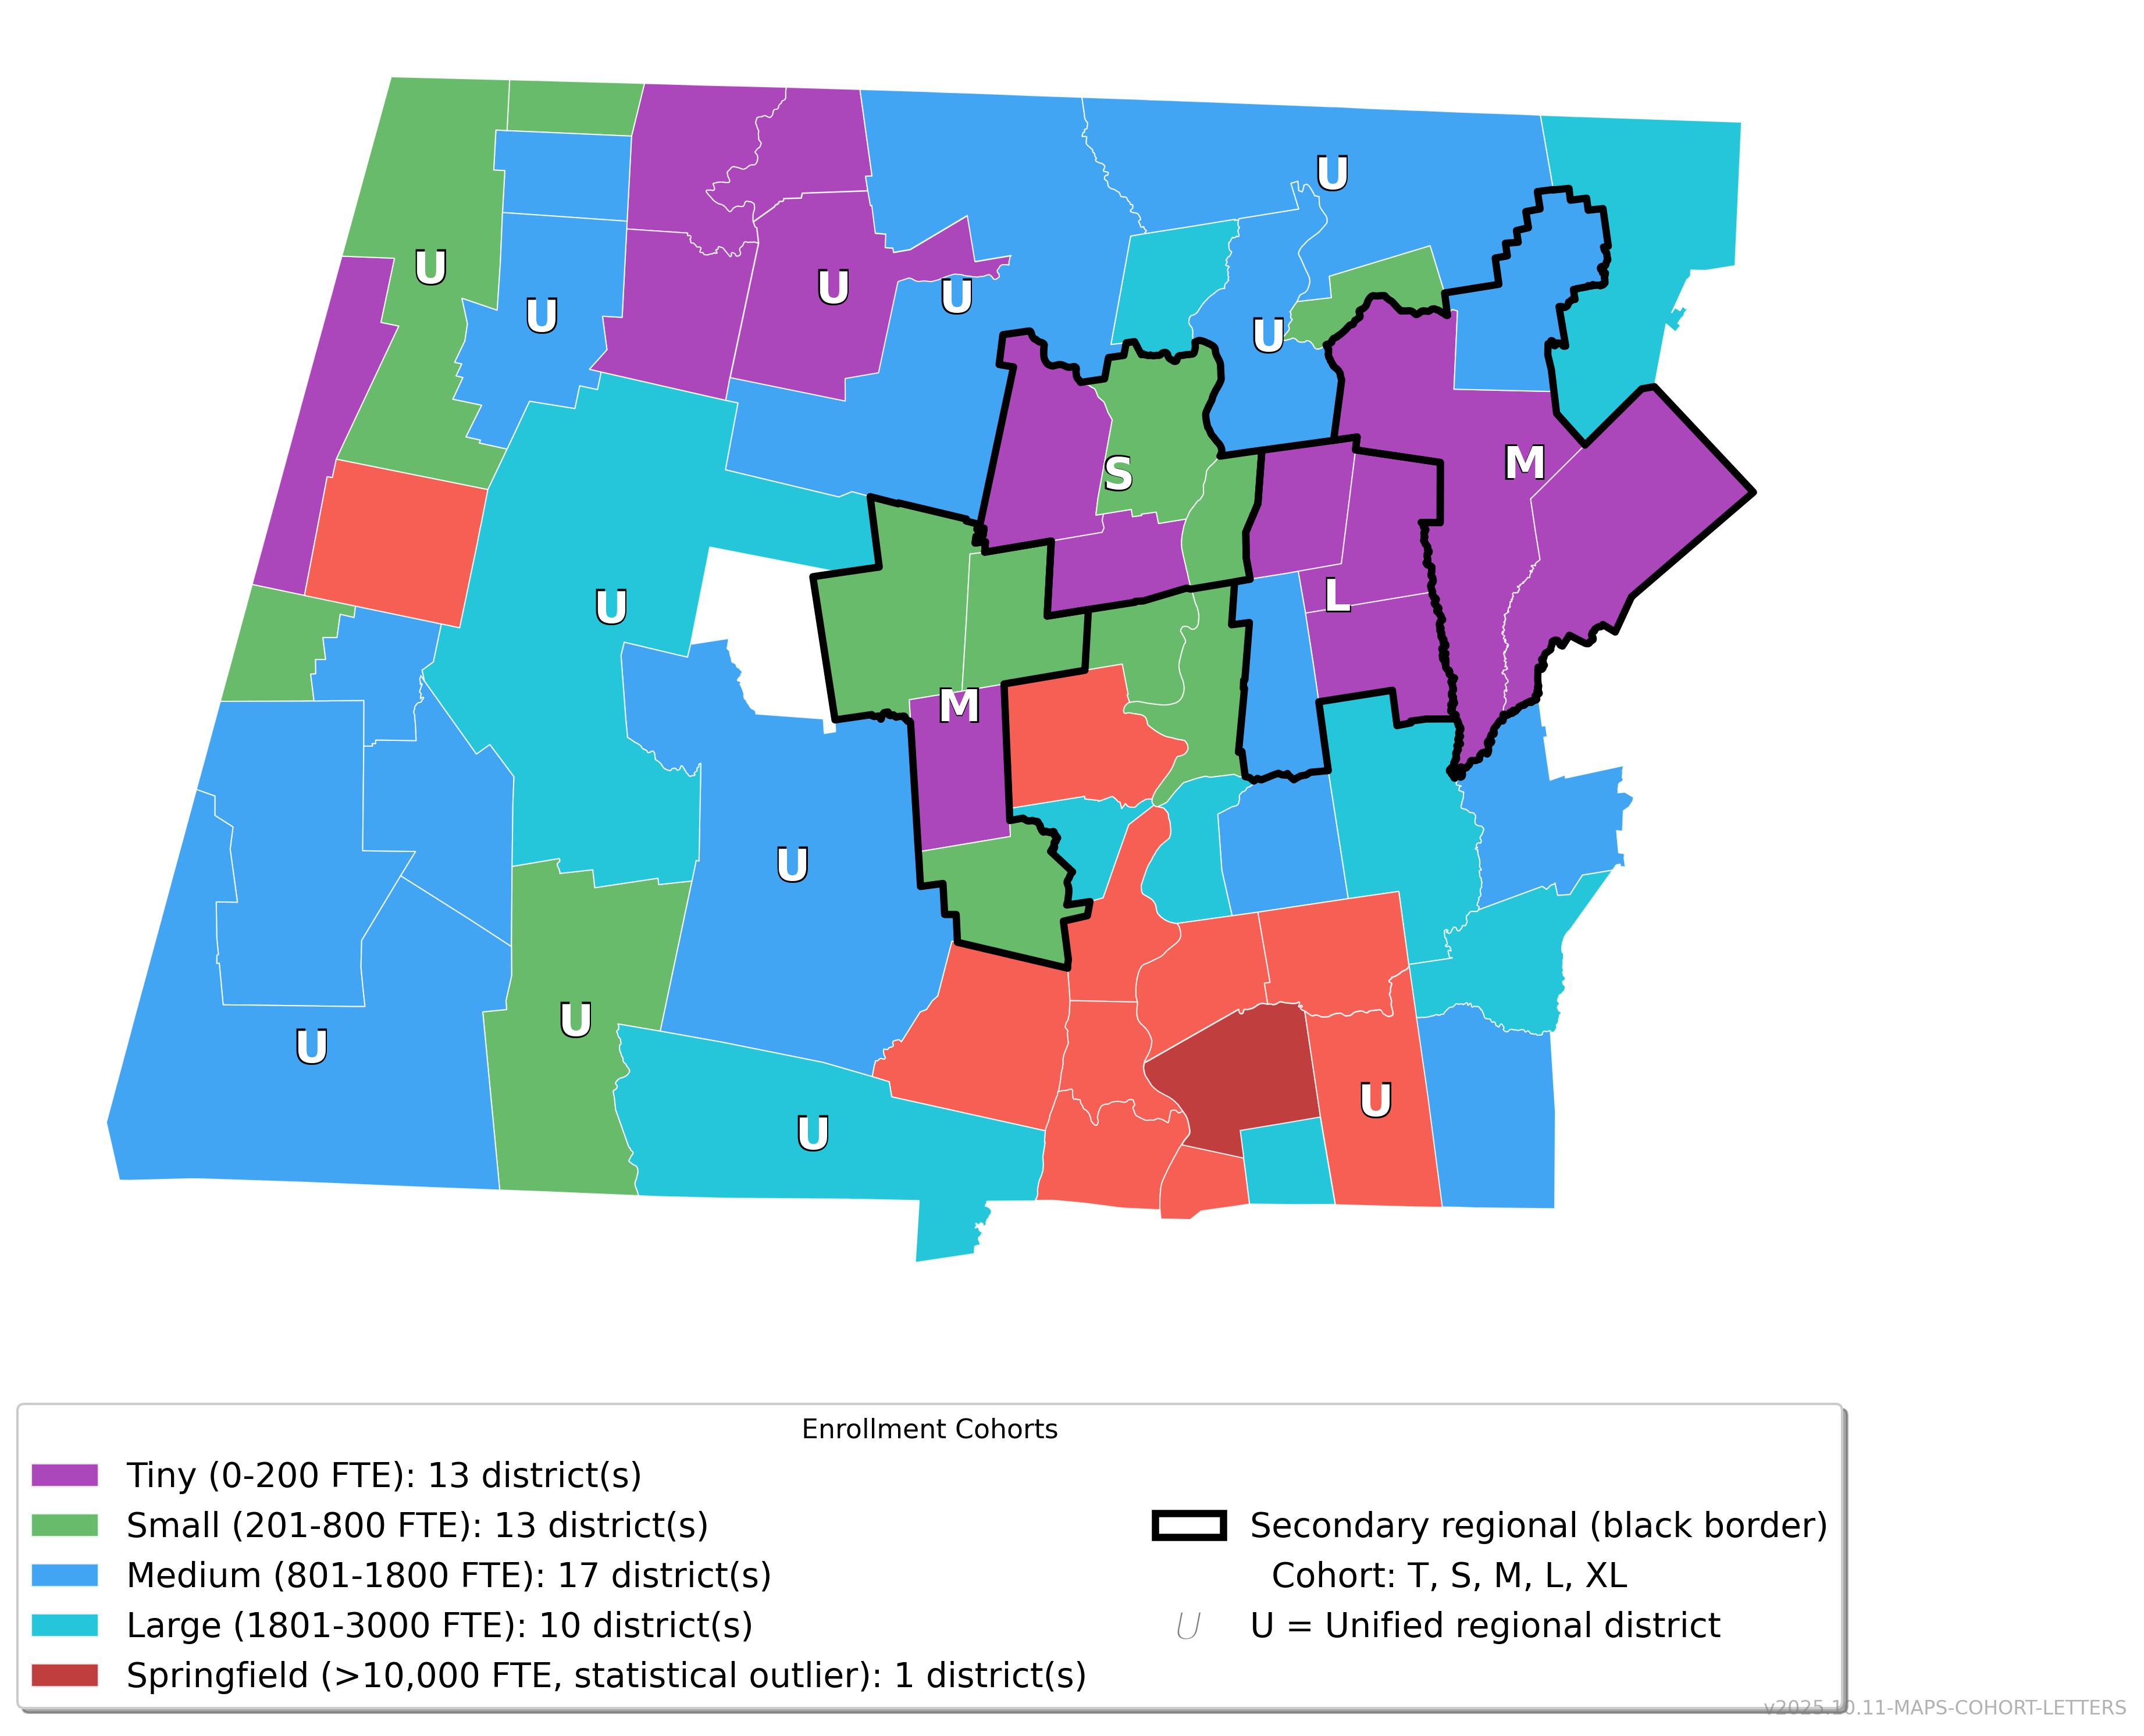 U
U
U
U
U
U
S
M
U
L
M
U
U
U
U
U
Enrollment Cohorts
Tiny (0-200 FTE): 13 district(s)
Small (201-800 FTE): 13 district(s)
Medium (801-1800 FTE): 17 district(s)
Large (1801-3000 FTE): 10 district(s)
Springfield (>10,000 FTE, statistical outlier): 1 district(s)
Secondary regional (black border)
Cohort: T, S, M, L, XL
U U = Unified regional district
v2025.10.11-MAPS-COHORT-LETTERS